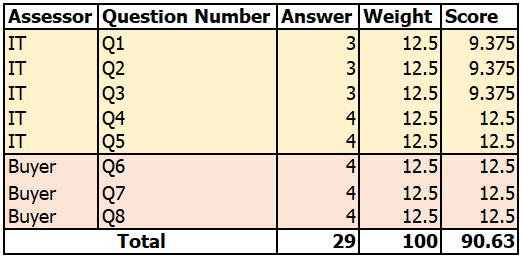 Assessor Question Number Answer Weight Score
IT Q1 3 12.5 9.375
IT Q2 3 12.5 9.375
IT Q3 3 12.5 9.375
IT Q4 4 12.5 12.5
IT Q5 4 12.5 12.5
Buyer Q6 4 12.5 12.5
Buyer Q7 4 12.5 12.5
Buyer Q8 4 12.5 12.5
Total 29 100 90.63